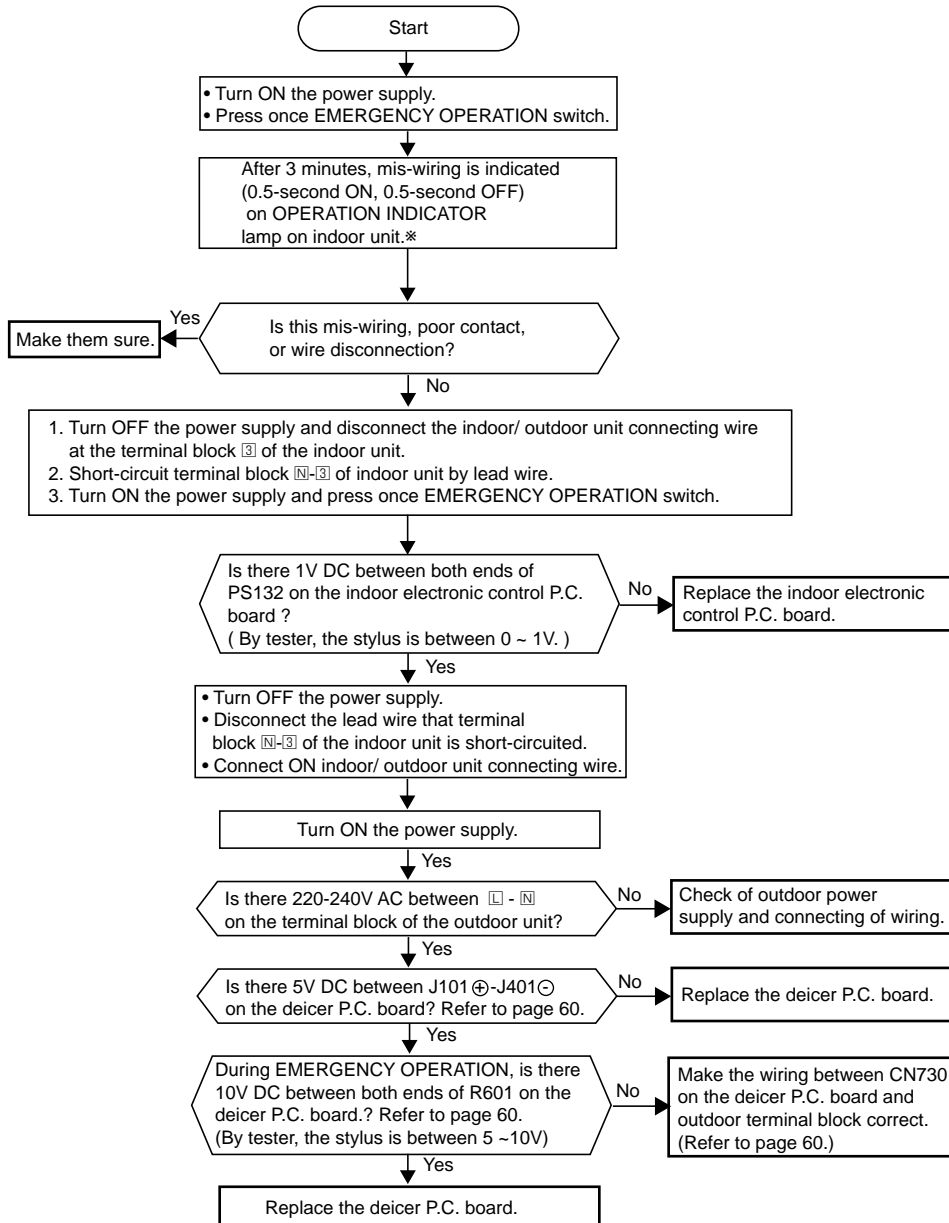 Start
• Turn ON the power supply.
• Press once EMERGENCY OPERATION switch.
After 3 minutes, mis-wiring is indicated
(0.5-second ON, 0.5-second OFF)
on OPERATION INDICATOR
lamp on indoor unit.※
Is this mis-wiring, poor contact,
or wire disconnection?
Yes
Make them sure.
No
1. Turn OFF the power supply and disconnect the indoor/ outdoor unit connecting wire
at the terminal block 3 of the indoor unit.
2. Short-circuit terminal block N-3 of indoor unit by lead wire.
3. Turn ON the power supply and press once EMERGENCY OPERATION switch.
Is there 1V DC between both ends of
PS132 on the indoor electronic control P.C.
board ?
( By tester, the stylus is between 0 ~ 1V. )
No
Replace the indoor electronic
control P.C. board.
Yes
• Turn OFF the power supply.
• Disconnect the lead wire that terminal
block N-3 of the indoor unit is short-circuited.
• Connect ON indoor/ outdoor unit connecting wire.
Turn ON the power supply.
Yes
Is there 220-240V AC between L - N
on the terminal block of the outdoor unit?
No
Check of outdoor power
supply and connecting of wiring.
Yes
Is there 5V DC between J101 ⊕-J401⊖
on the deicer P.C. board? Refer to page 60.
No
Replace the deicer P.C. board.
Yes
During EMERGENCY OPERATION, is there
10V DC between both ends of R601 on the
deicer P.C. board.? Refer to page 60.
(By tester, the stylus is between 5 ~10V)
No
Make the wiring between CN730
on the deicer P.C. board and
outdoor terminal block correct.
(Refer to page 60.)
Yes
Replace the deicer P.C. board.